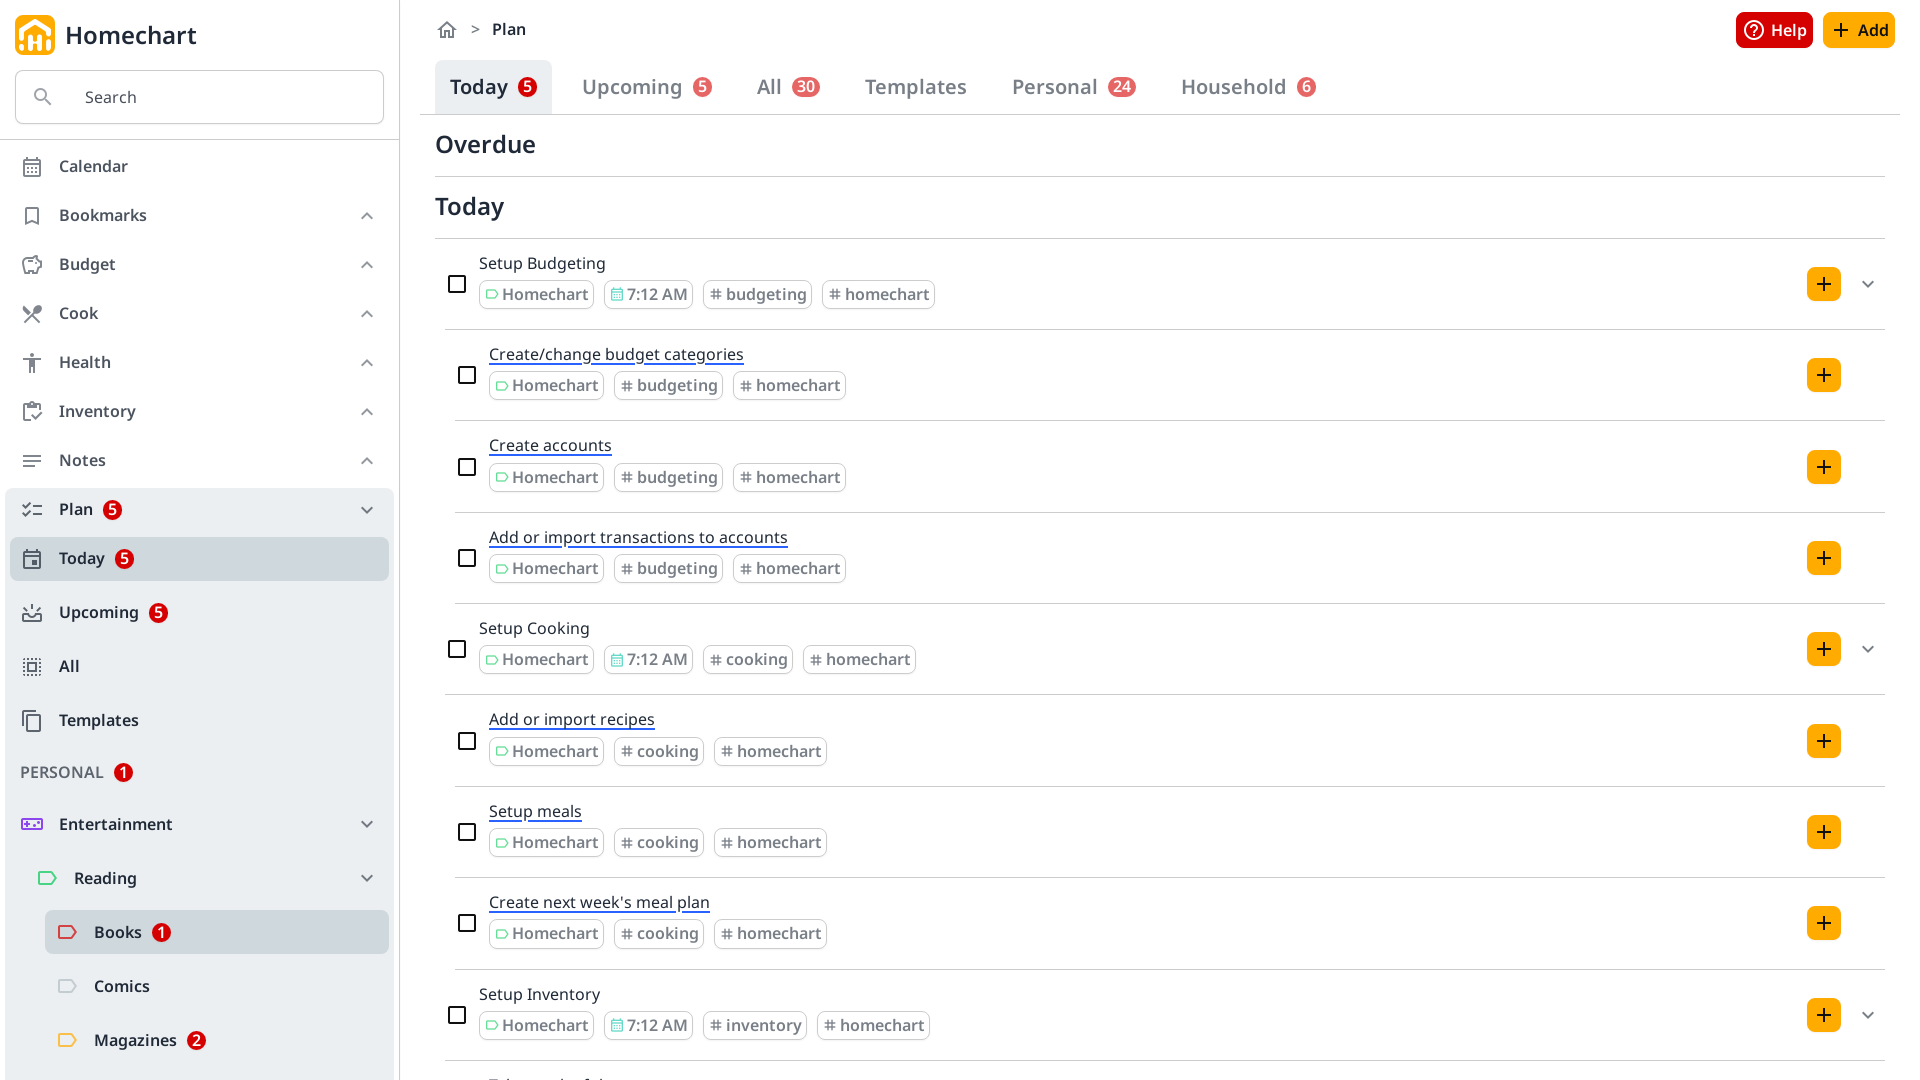 Homechart
Search
Calendar
Bookmarks
Budget
Cook
Health
Inventory
Notes
Plan 5
Today 5
Upcoming 5
All
Templates
PERSONAL 1
Entertainment
Reading
Books 1
Comics
Magazines 2
> Plan
Help
Add
Today 5
Upcoming 5
All 30
Templates
Personal 24
Household 6
Overdue
Today
Setup Budgeting
Homechart 7:12 AM # budgeting # homechart
Create/change budget categories
Homechart # budgeting # homechart
Create accounts
Homechart # budgeting # homechart
Add or import transactions to accounts
Homechart # budgeting # homechart
Setup Cooking
Homechart 7:12 AM # cooking # homechart
Add or import recipes
Homechart # cooking # homechart
Setup meals
Homechart # cooking # homechart
Create next week's meal plan
Homechart # cooking # homechart
Setup Inventory
Homechart 7:12 AM # inventory # homechart